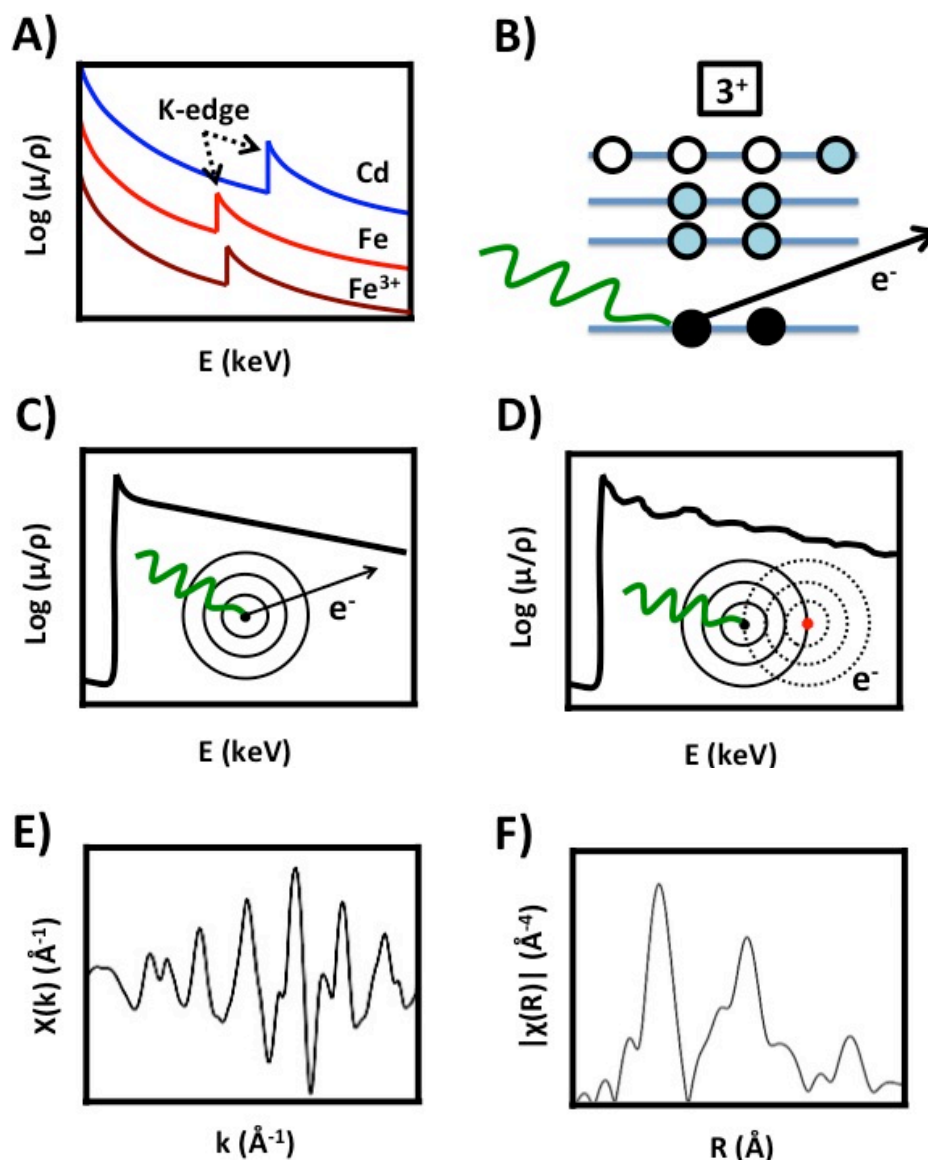 A)
Log (μ/ρ)
K-edge
Cd
Fe
Fe³⁺
E (keV)
B)
3⁺
e⁻
C)
Log (μ/ρ)
e⁻
E (keV)
D)
Log (μ/ρ)
e⁻
E (keV)
E)
X(k) (Å⁻¹)
k (Å⁻¹)
F)
|χ(R)| (Å⁻⁴)
R (Å)